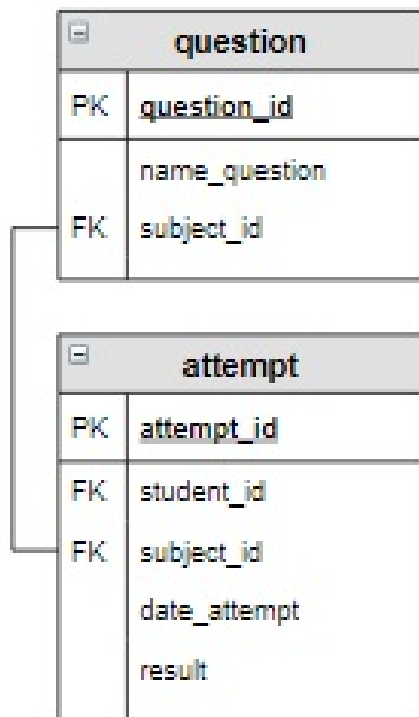 question
PK question_id
name_question
FK subject_id
attempt
PK attempt_id
FK student_id
FK subject_id
date_attempt
result